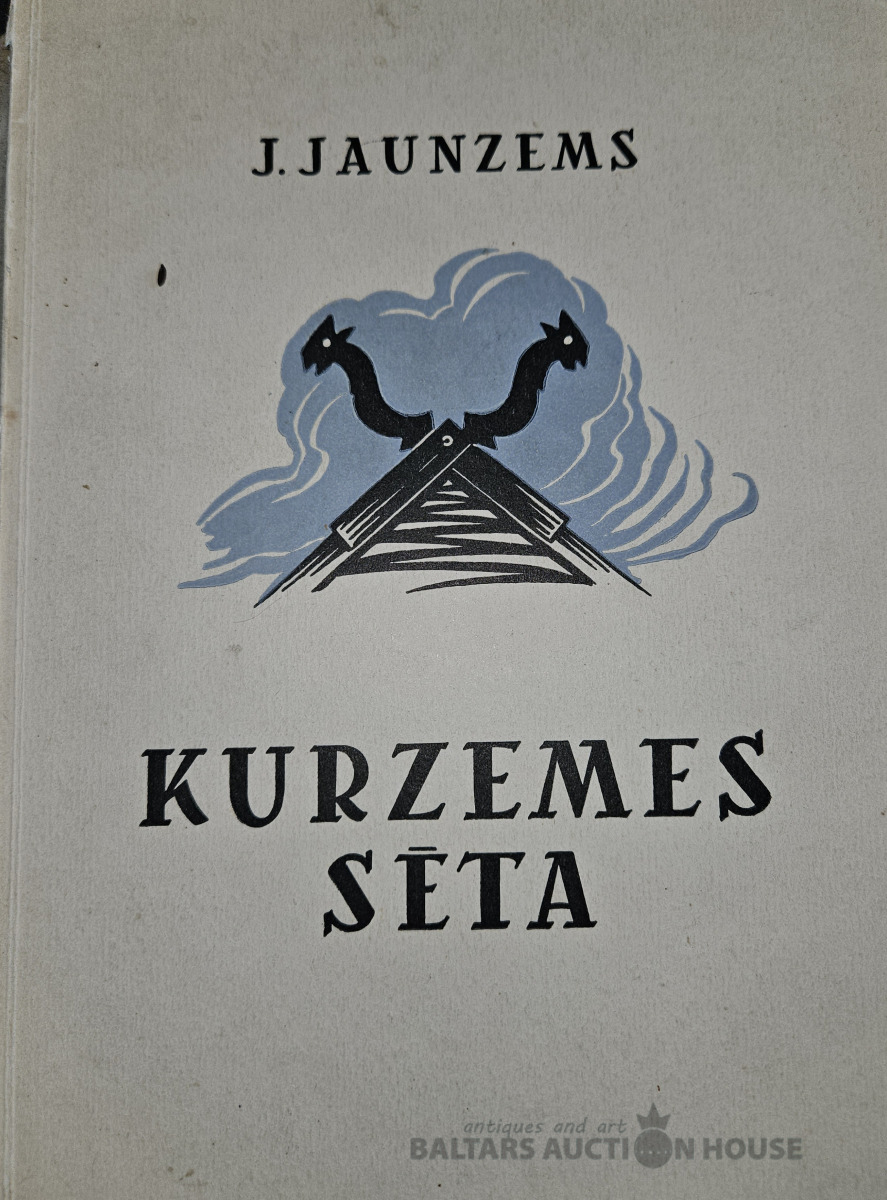 J. JAUNZEMS
KURZEMES
SĒTA
antiques and art
BALTARS AUCTION HOUSE